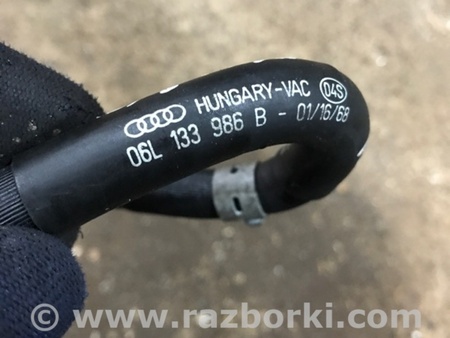 HUNGARY-VAC 04S
06L 133 986 B - 01/16/68
© www.razborki.com